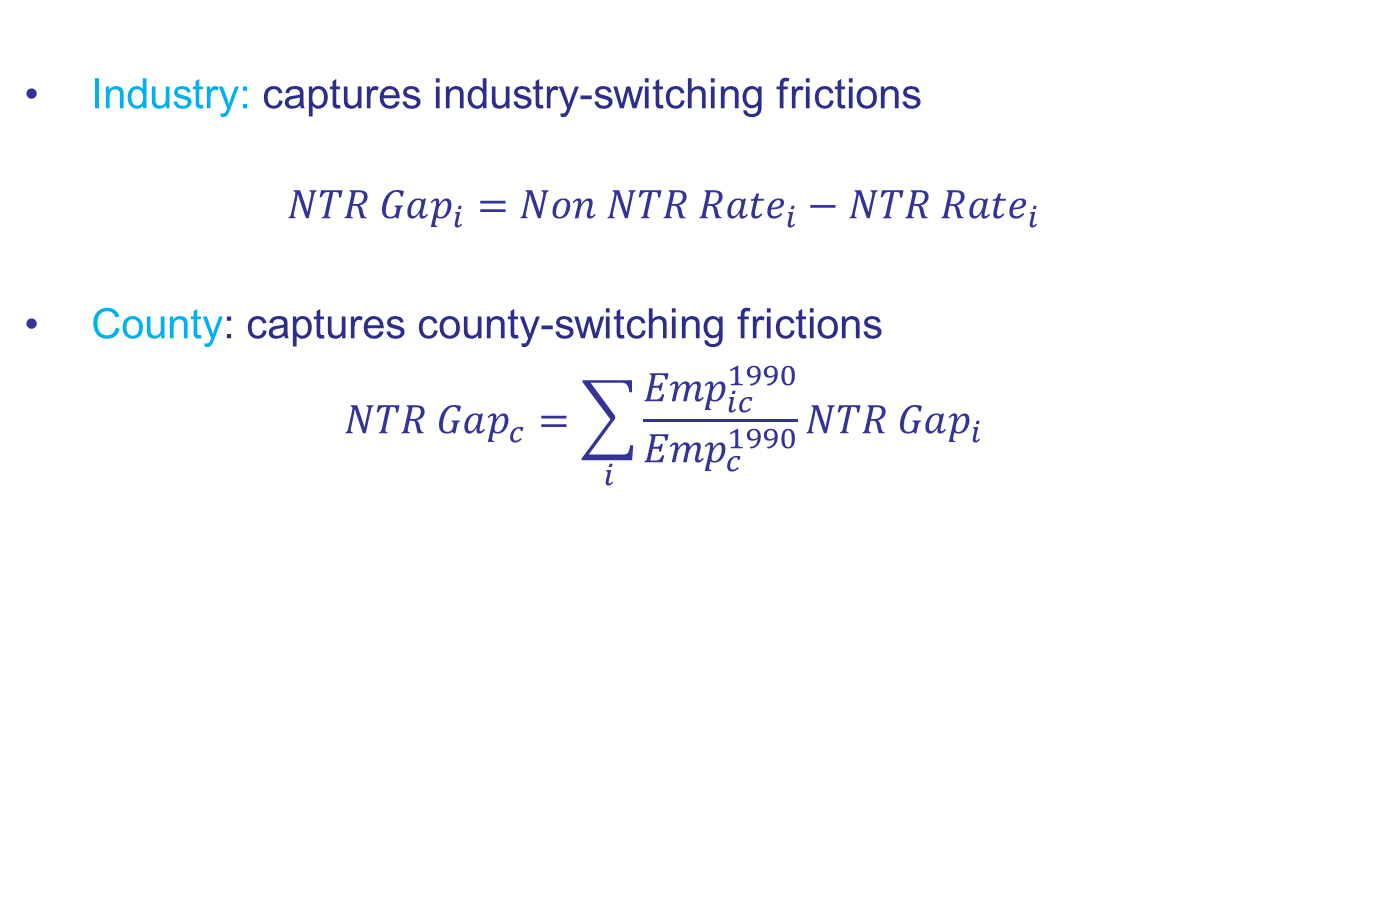 • Industry: captures industry-switching frictions
NTR Gap_i = Non NTR Rate_i − NTR Rate_i
• County: captures county-switching frictions
NTR Gap_c = ∑_i (Emp_ic^1990 / Emp_c^1990) NTR Gap_i